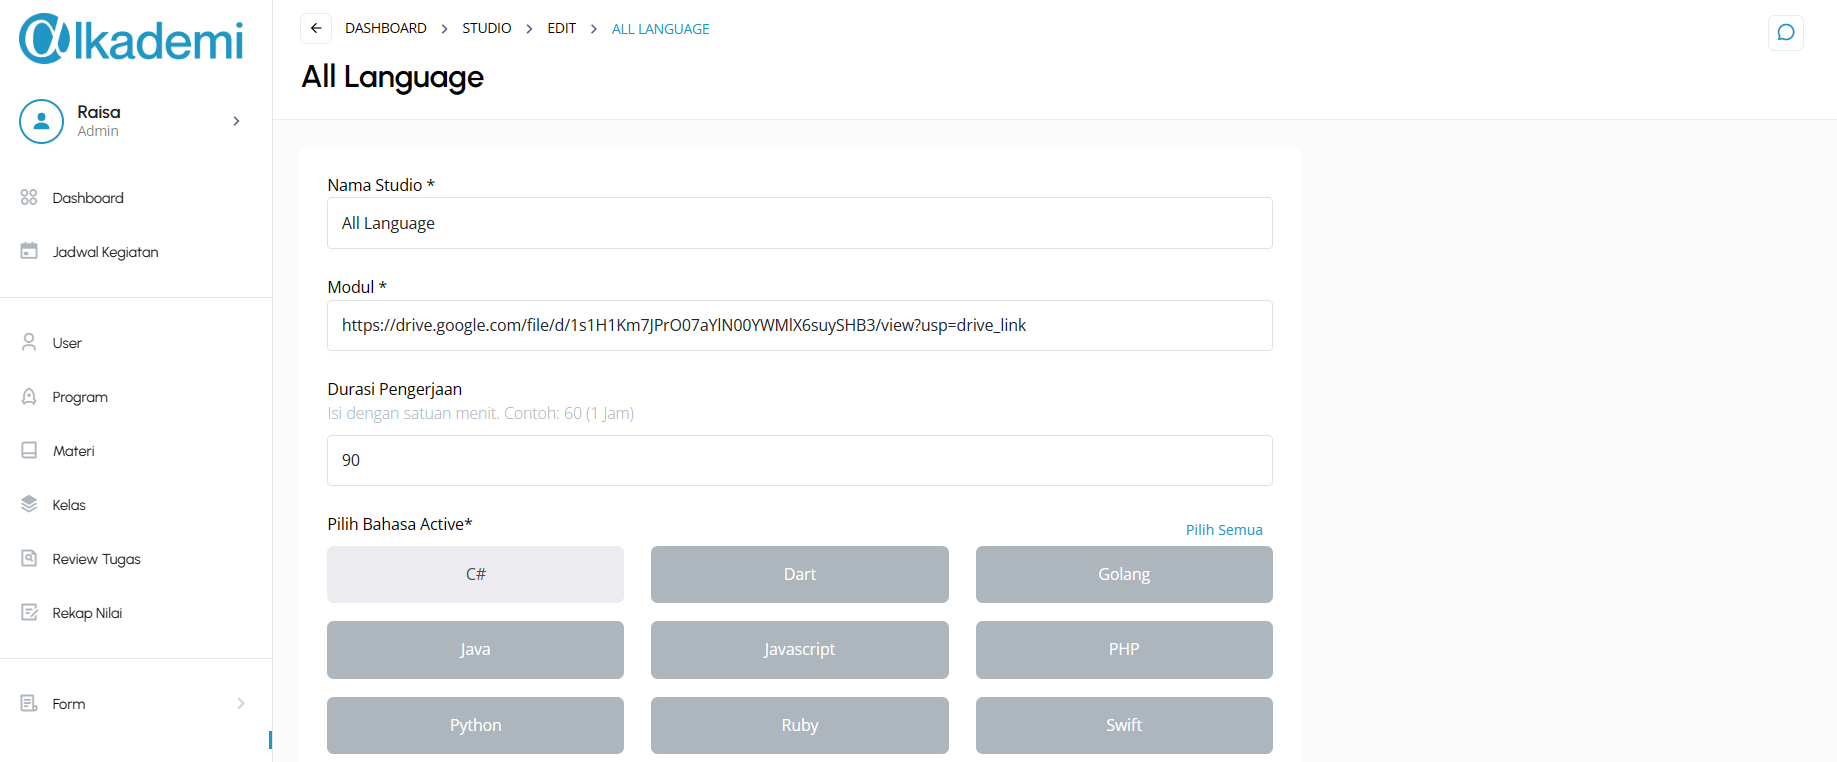 @lkademi
Raisa
Admin
Dashboard
Jadwal Kegiatan
User
Program
Materi
Kelas
Review Tugas
Rekap Nilai
Form
DASHBOARD > STUDIO > EDIT > ALL LANGUAGE
All Language
Nama Studio *
All Language
Modul *
https://drive.google.com/file/d/1s1H1Km7JPrO07aYlN00YWMlX6suySHB3/view?usp=drive_link
Durasi Pengerjaan
Isi dengan satuan menit. Contoh: 60 (1 Jam)
90
Pilih Bahasa Active*
Pilih Semua
C#
Dart
Golang
Java
Javascript
PHP
Python
Ruby
Swift